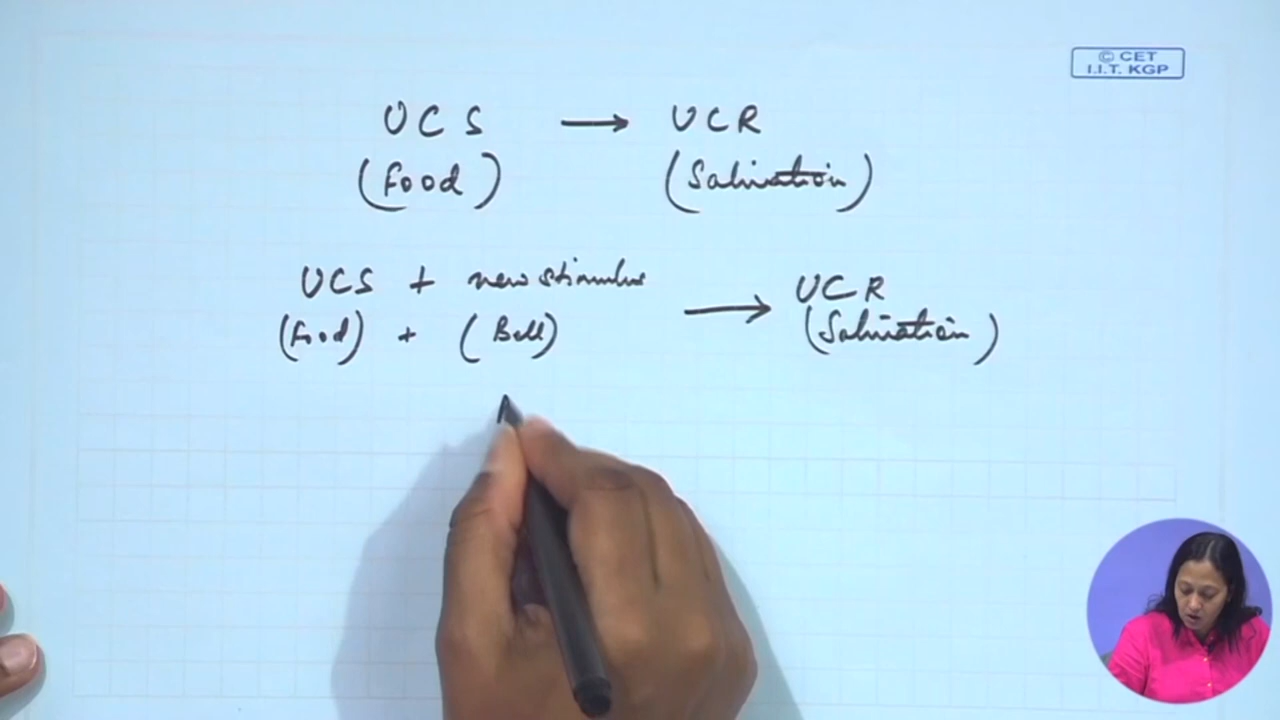 © CET
I.I.T. KGP
UCS → UCR
(Food) (Salivation)
UCS + new stimulus → UCR
(Food) + (Bell) (Salivation)